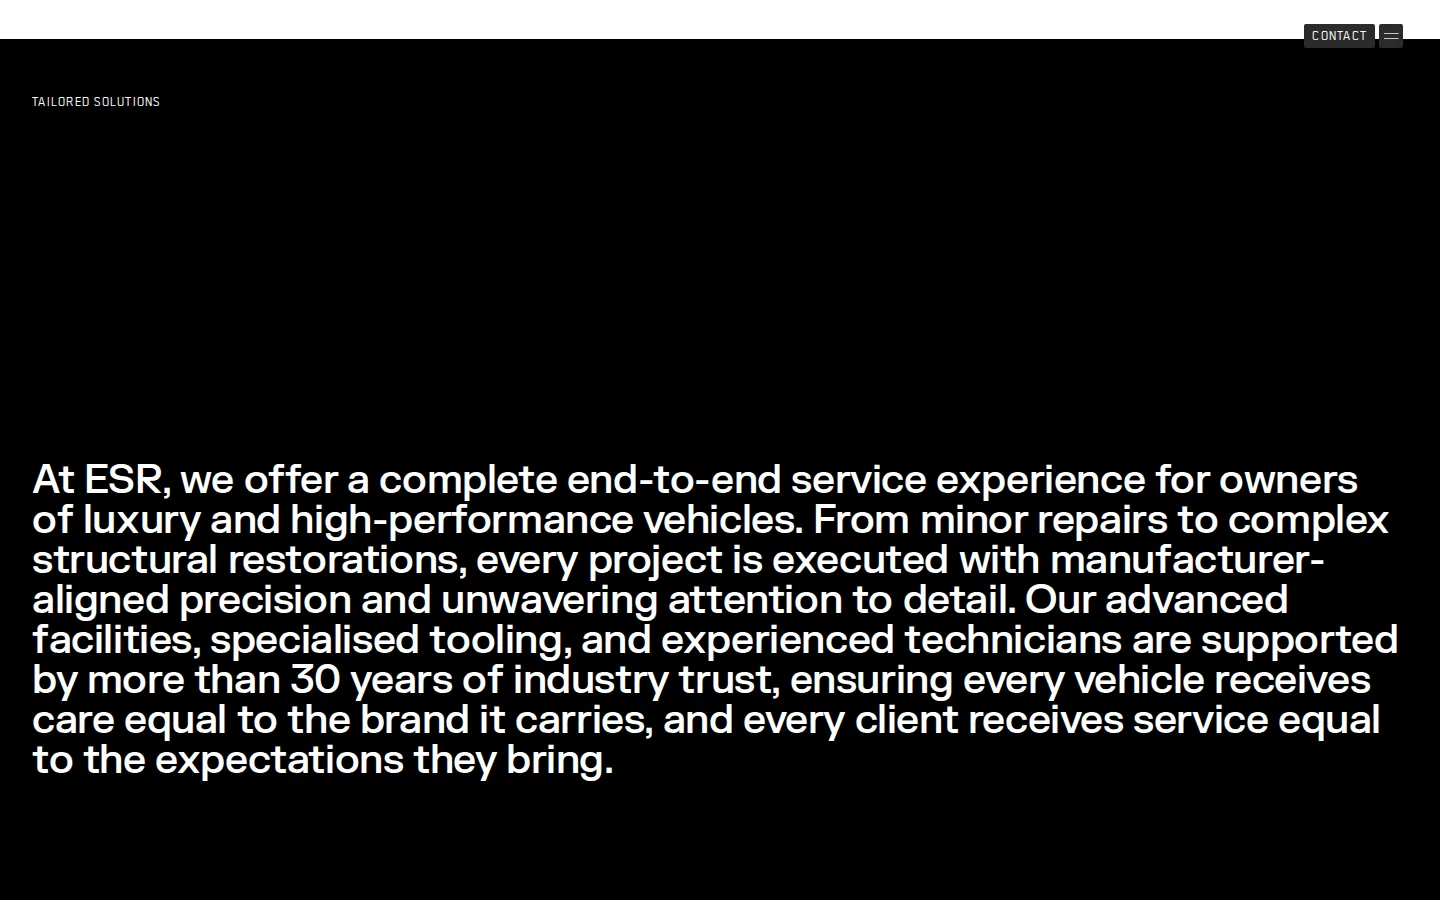 CONTACT
TAILORED SOLUTIONS
At ESR, we offer a complete end-to-end service experience for owners
of luxury and high-performance vehicles. From minor repairs to complex
structural restorations, every project is executed with manufacturer-
aligned precision and unwavering attention to detail. Our advanced
facilities, specialised tooling, and experienced technicians are supported
by more than 30 years of industry trust, ensuring every vehicle receives
care equal to the brand it carries, and every client receives service equal
to the expectations they bring.